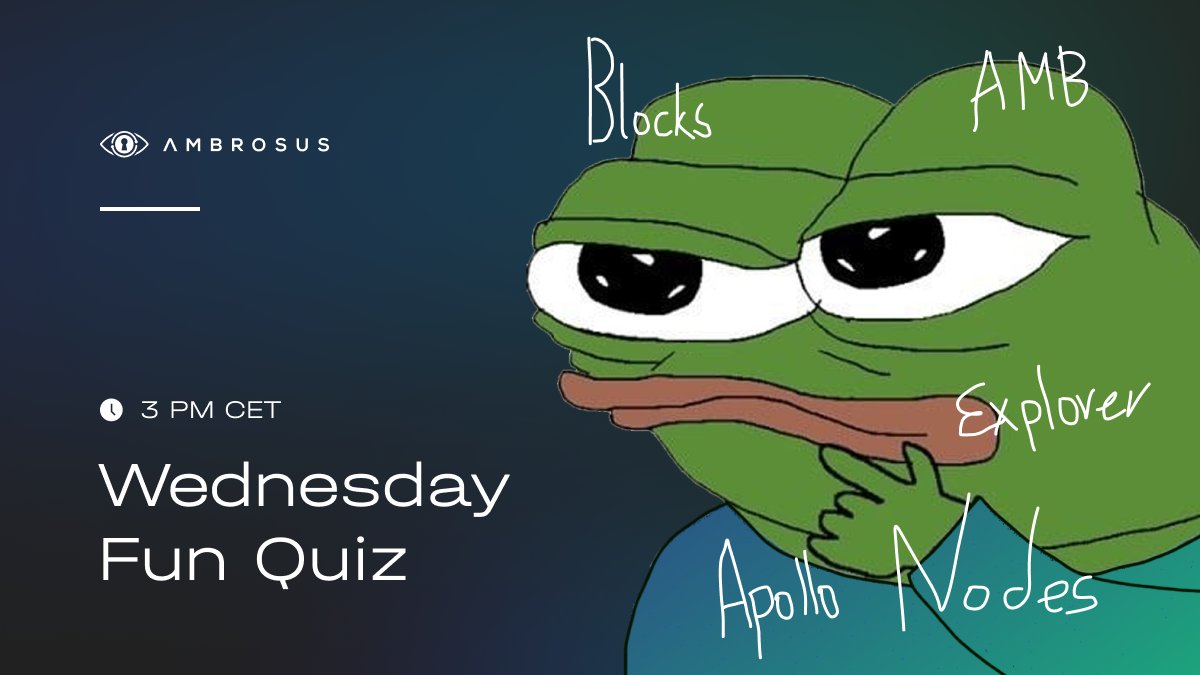 AMBROSUS
3 PM CET
Wednesday
Fun Quiz
Blocks
AMB
Explorer
Apollo Nodes